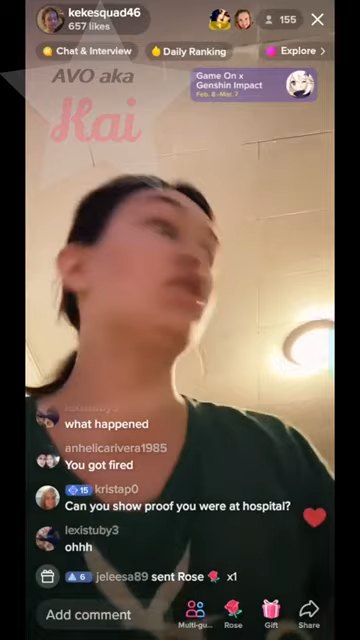 kekesquad46
657 likes
155
Chat & Interview
Daily Ranking
Explore
AVO aka
Hai
Game On x
Genshin Impact
Feb. 8-Mar. 7
lexistuby3
what happened
anhelicarivera1985
You got fired
15 kristap0
Can you show proof you were at hospital?
lexistuby3
ohhh
6 jeleesa89 sent Rose x1
Add comment
Multi-gu...
Rose
Gift
Share